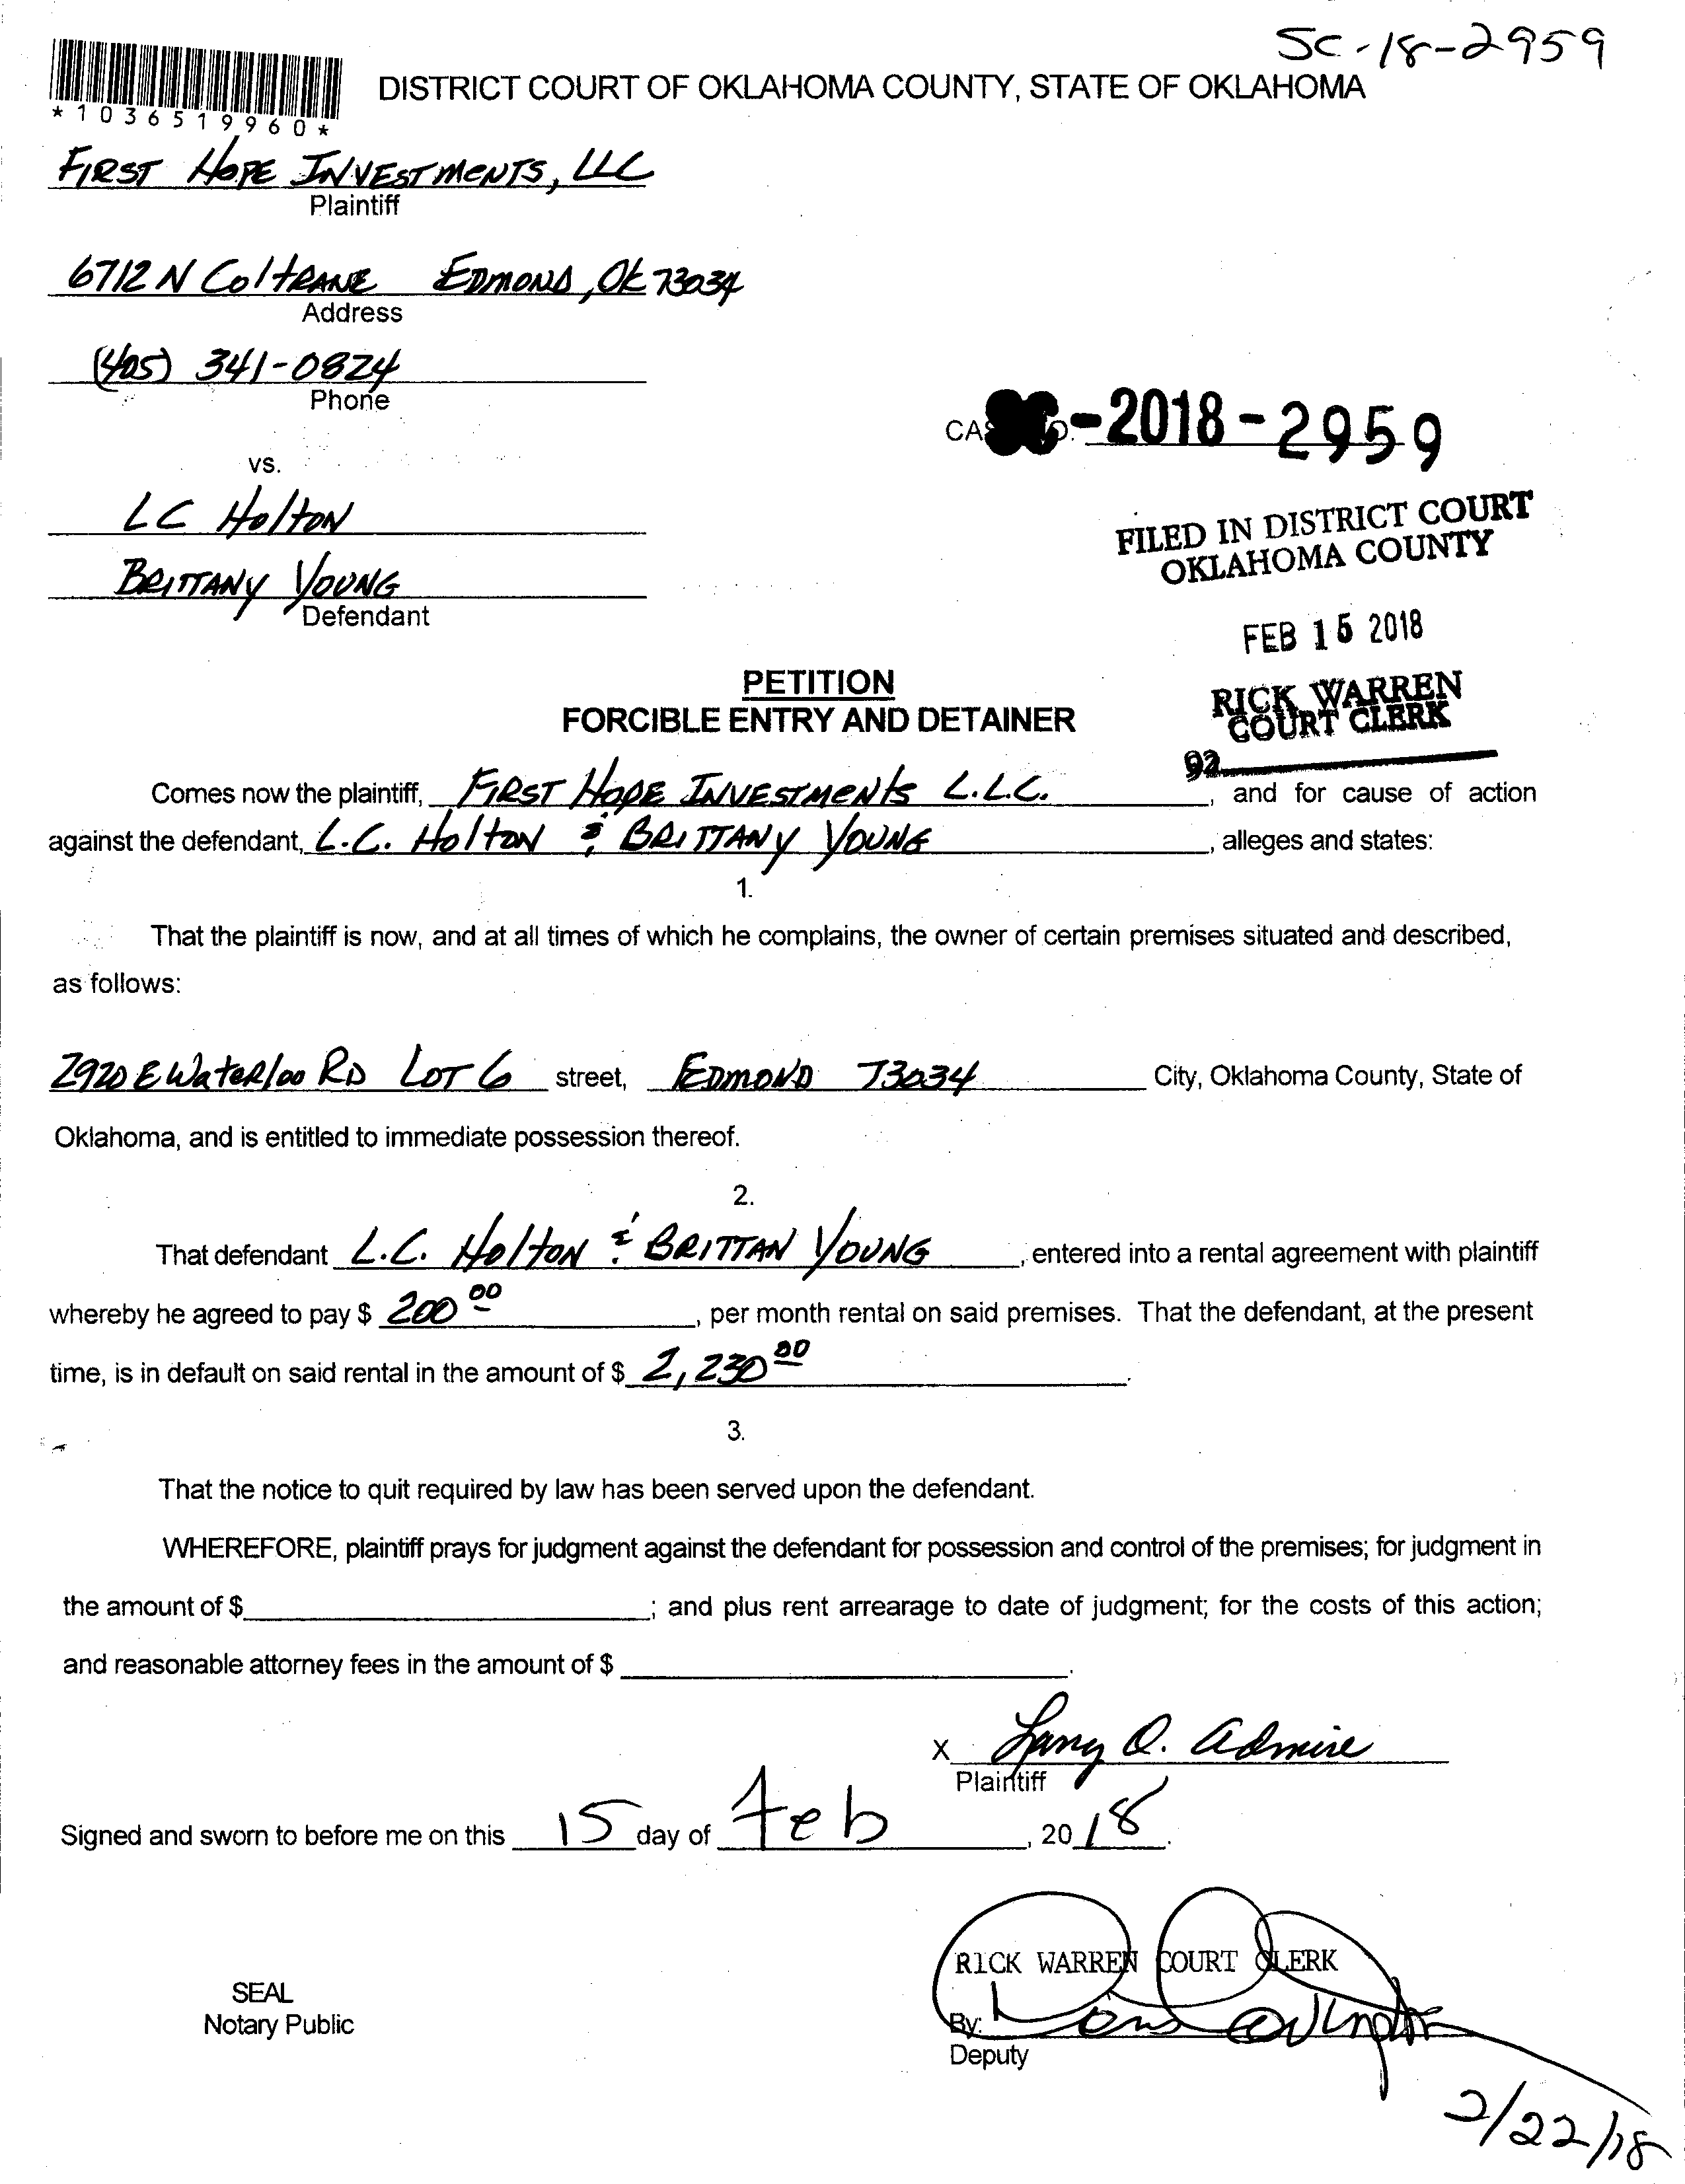 SC-18-2959
DISTRICT COURT OF OKLAHOMA COUNTY, STATE OF OKLAHOMA
*1036519960*
FIRST HOPE INVESTMENTS, LLC
Plaintiff
6712 N COLTRANE EDMOND, OK 73034
Address
(405) 341-0824
Phone
-2018-2959
vs.
LC HOLTON
FILED IN DISTRICT COURT
OKLAHOMA COUNTY
BRITTANY YOUNG
Defendant
FEB 15 2018
PETITION
RICK WARREN
COURT CLERK
FORCIBLE ENTRY AND DETAINER
92
Comes now the plaintiff, FIRST HOPE INVESTMENTS L.L.C., and for cause of action
against the defendant, L.C. HOLTON & BRITTANY YOUNG, alleges and states:
1.
That the plaintiff is now, and at all times of which he complains, the owner of certain premises situated and described,
as follows:
2920 E WATERLOO RD LOT 6 street, EDMOND 73034 City, Oklahoma County, State of
Oklahoma, and is entitled to immediate possession thereof.
2.
That defendant L.C. HOLTON & BRITTAN YOUNG, entered into a rental agreement with plaintiff
whereby he agreed to pay $ 200 00, per month rental on said premises. That the defendant, at the present
time, is in default on said rental in the amount of $ 2,230 00.
3.
That the notice to quit required by law has been served upon the defendant.
WHEREFORE, plaintiff prays for judgment against the defendant for possession and control of the premises; for judgment in
the amount of $ ; and plus rent arrearage to date of judgment; for the costs of this action;
and reasonable attorney fees in the amount of $ .
X Larry Q. Admire
Plaintiff
Signed and sworn to before me on this 15 day of Feb, 2018.
RICK WARREN COURT CLERK
SEAL
Notary Public
By:
Deputy
2/22/18